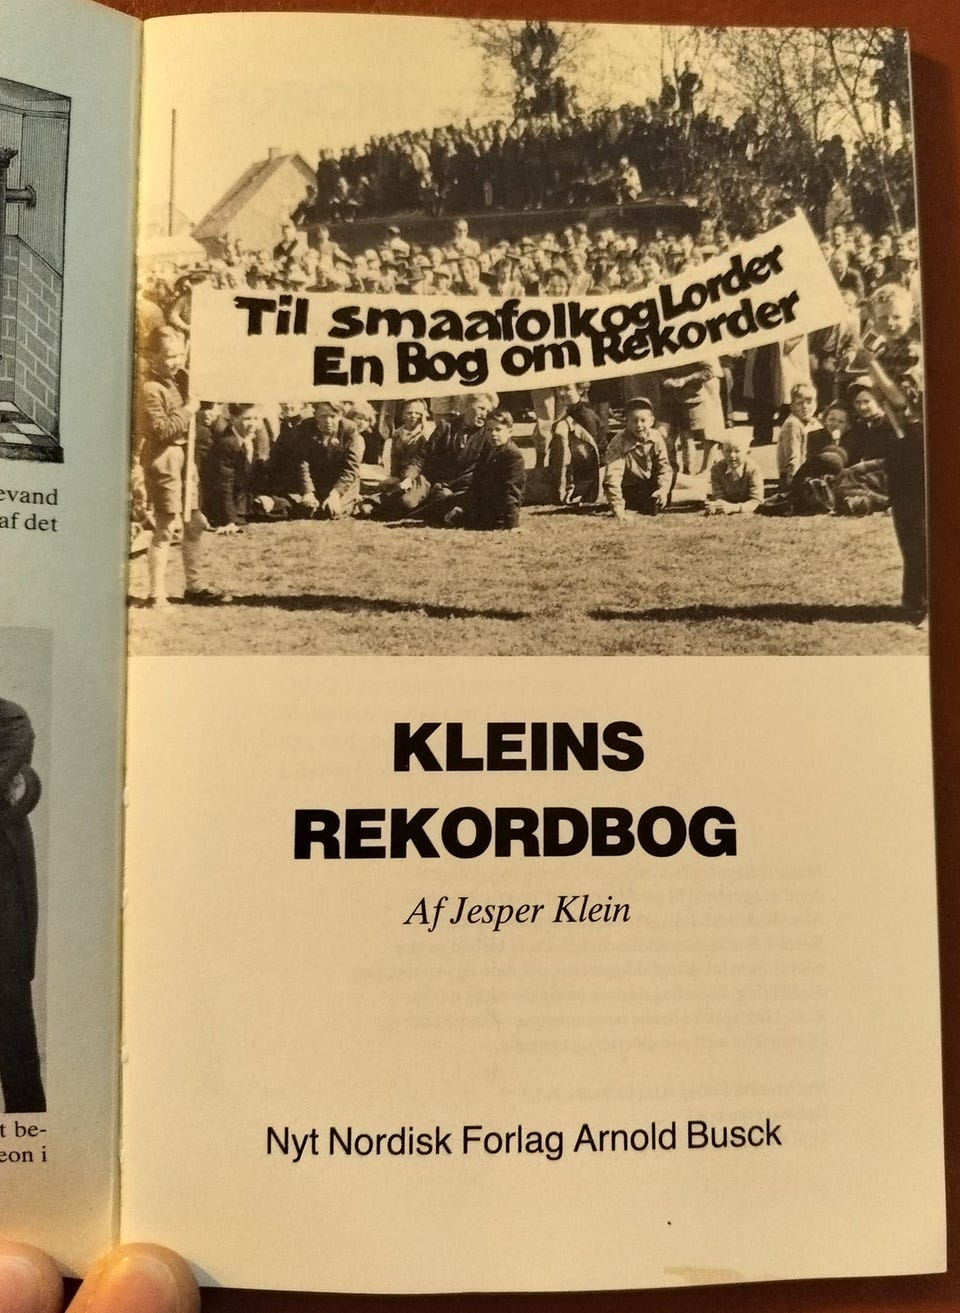 evand
af det
t be-
eon i
Til smaafolk og Lorder
En Bog om Rekorder
KLEINS
REKORDBOG
Af Jesper Klein
Nyt Nordisk Forlag Arnold Busck